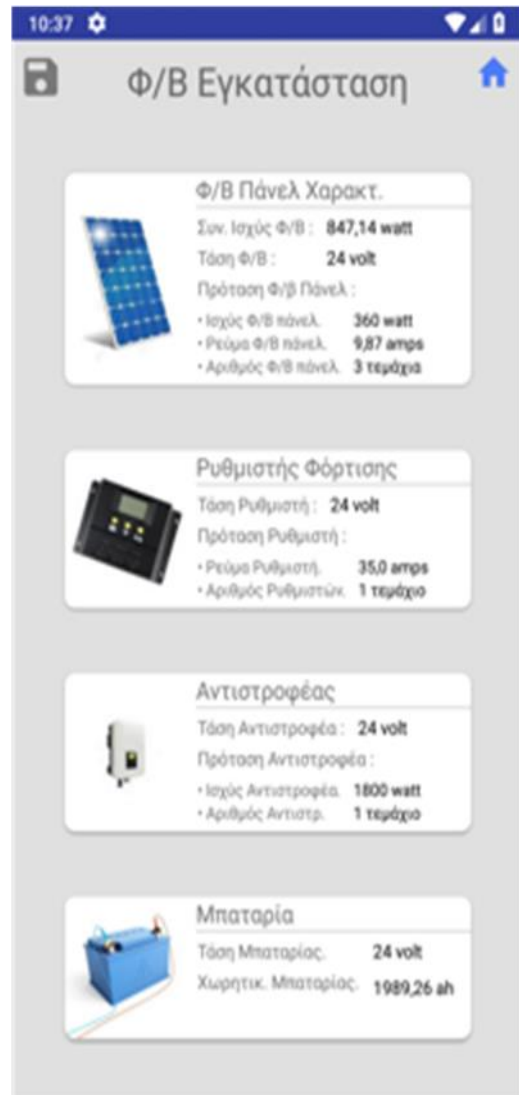 10:37
Φ/Β Εγκατάσταση
Φ/Β Πάνελ Χαρακτ.
Συν. Ισχύς Φ/Β : 847,14 watt
Τάση Φ/Β : 24 volt
Πρόταση Φ/β Πάνελ :
• Ισχύς Φ/Β πάνελ. 360 watt
• Ρεύμα Φ/Β πάνελ. 9,87 amps
• Αριθμός Φ/Β πάνελ. 3 τεμάχια
Ρυθμιστής Φόρτισης
Τάση Ρυθμιστή : 24 volt
Πρόταση Ρυθμιστή :
• Ρεύμα Ρυθμιστή. 35,0 amps
• Αριθμός Ρυθμιστών. 1 τεμάχιο
Αντιστροφέας
Τάση Αντιστροφέα : 24 volt
Πρόταση Αντιστροφέα :
• Ισχύς Αντιστροφέα. 1800 watt
• Αριθμός Αντιστρ. 1 τεμάχιο
Μπαταρία
Τάση Μπαταρίας. 24 volt
Χωρητικ. Μπαταρίας. 1989,26 ah